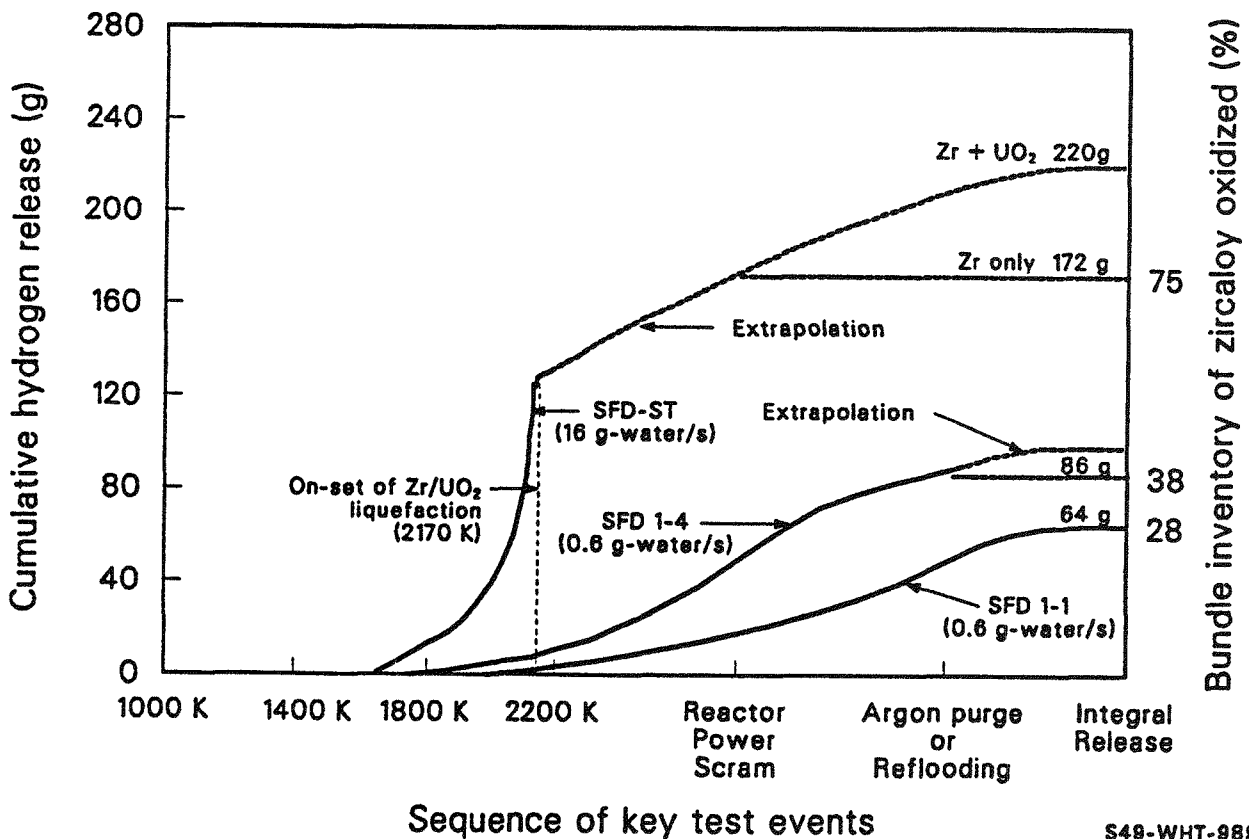 Cumulative hydrogen release (g)
280
240
200
160
120
80
40
0
Zr + UO₂ 220g
Zr only 172 g
Extrapolation
SFD-ST
(16 g-water/s)
Extrapolation
On-set of Zr/UO₂
liquefaction
(2170 K)
86 g
SFD 1-4
(0.6 g-water/s)
64 g
SFD 1-1
(0.6 g-water/s)
75
38
28
Bundle inventory of zircaloy oxidized (%)
1000 K
1400 K
1800 K
2200 K
Reactor
Power
Scram
Argon purge
or
Reflooding
Integral
Release
Sequence of key test events